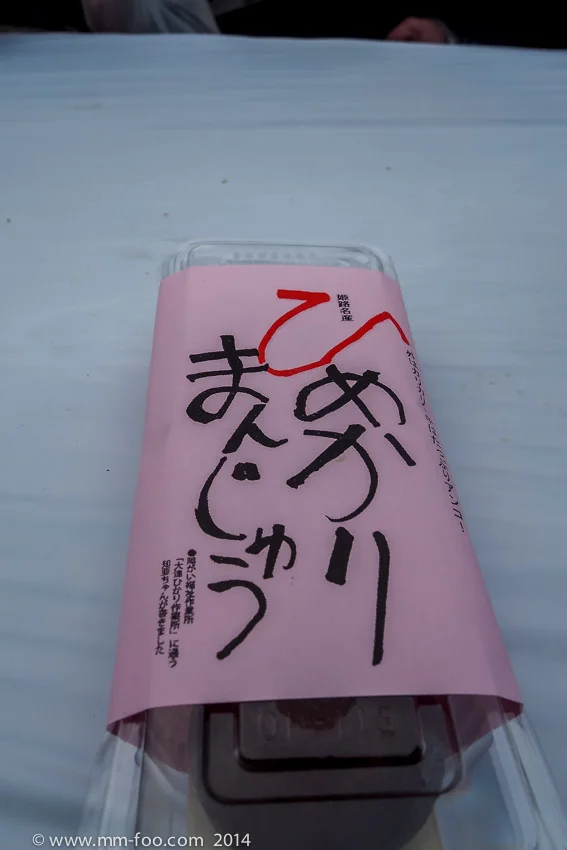 姫路名産
ひめかり
まんじゅう
●障がい福祉作業所
「大津ひかり作業所」に通う
知亜ちゃんが書きました
© www.mm-foo.com 2014